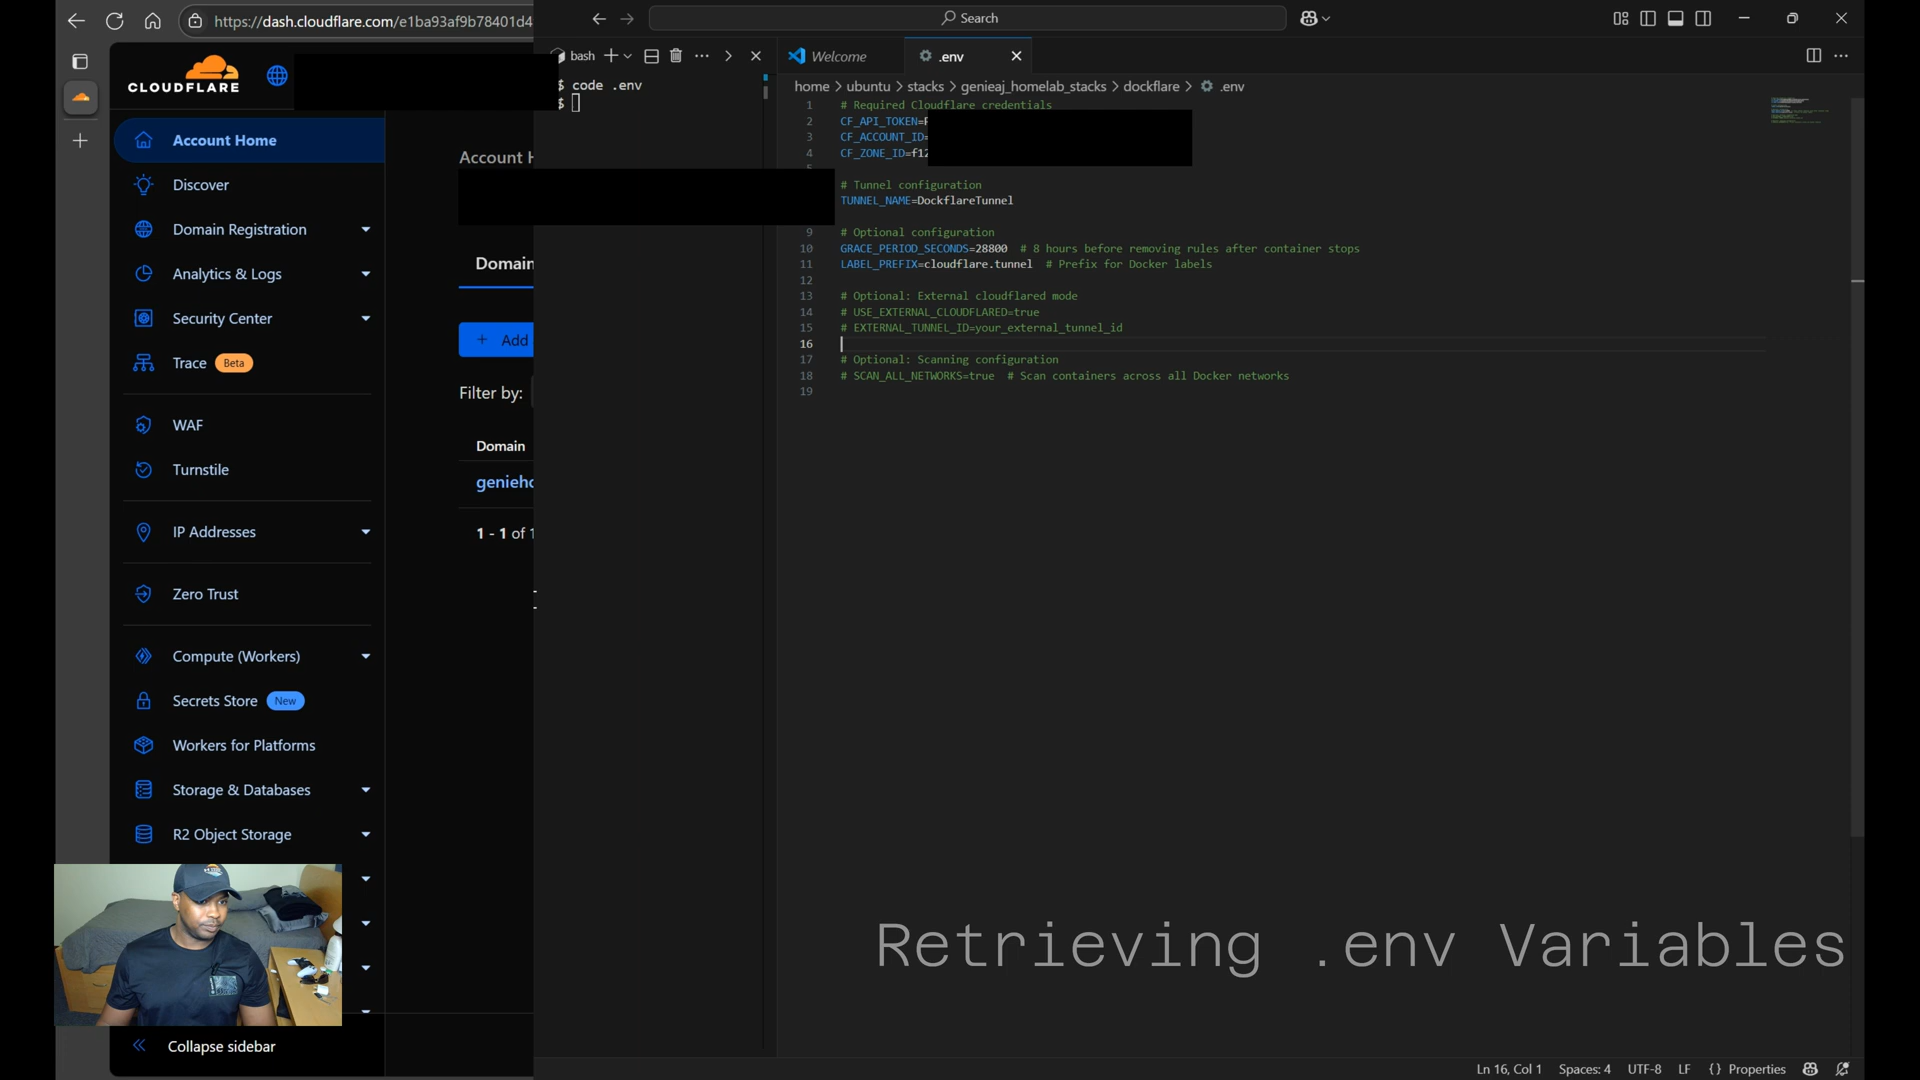 https://dash.cloudflare.com/e1ba93af9b78401d4
CLOUDFLARE
Account Home
Discover
Domain Registration
Analytics & Logs
Security Center
Trace Beta
WAF
Turnstile
IP Addresses
Zero Trust
Compute (Workers)
Secrets Store New
Workers for Platforms
Storage & Databases
R2 Object Storage
Collapse sidebar
Account H
Domain
+ Add
Filter by:
Domain
genieho
1 - 1 of 1
Search
bash
$ code .env
$
Welcome
.env
home > ubuntu > stacks > genieaj_homelab_stacks > dockflare > .env
1 # Required Cloudflare credentials
2 CF_API_TOKEN=
3 CF_ACCOUNT_ID=
4 CF_ZONE_ID=f12
# Tunnel configuration
TUNNEL_NAME=DockflareTunnel
9 # Optional configuration
10 GRACE_PERIOD_SECONDS=28800 # 8 hours before removing rules after container stops
11 LABEL_PREFIX=cloudflare.tunnel # Prefix for Docker labels
12
13 # Optional: External cloudflared mode
14 # USE_EXTERNAL_CLOUDFLARED=true
15 # EXTERNAL_TUNNEL_ID=your_external_tunnel_id
16
17 # Optional: Scanning configuration
18 # SCAN_ALL_NETWORKS=true # Scan containers across all Docker networks
19
Retrieving .env Variables
Ln 16, Col 1 Spaces: 4 UTF-8 LF {} Properties